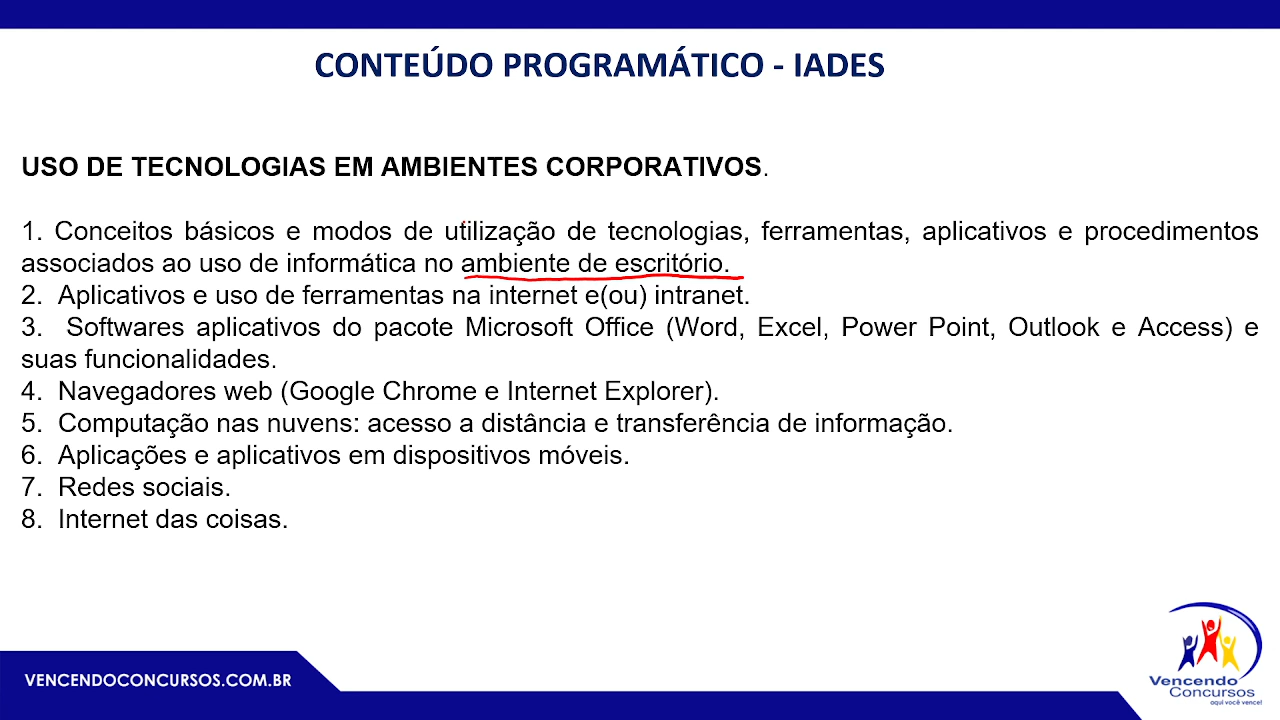 CONTEÚDO PROGRAMÁTICO - IADES
USO DE TECNOLOGIAS EM AMBIENTES CORPORATIVOS.
1. Conceitos básicos e modos de utilização de tecnologias, ferramentas, aplicativos e procedimentos
associados ao uso de informática no ambiente de escritório.
2. Aplicativos e uso de ferramentas na internet e(ou) intranet.
3. Softwares aplicativos do pacote Microsoft Office (Word, Excel, Power Point, Outlook e Access) e
suas funcionalidades.
4. Navegadores web (Google Chrome e Internet Explorer).
5. Computação nas nuvens: acesso a distância e transferência de informação.
6. Aplicações e aplicativos em dispositivos móveis.
7. Redes sociais.
8. Internet das coisas.
VENCENDOCONCURSOS.COM.BR
Vencendo
Concursos
aqui você vence!